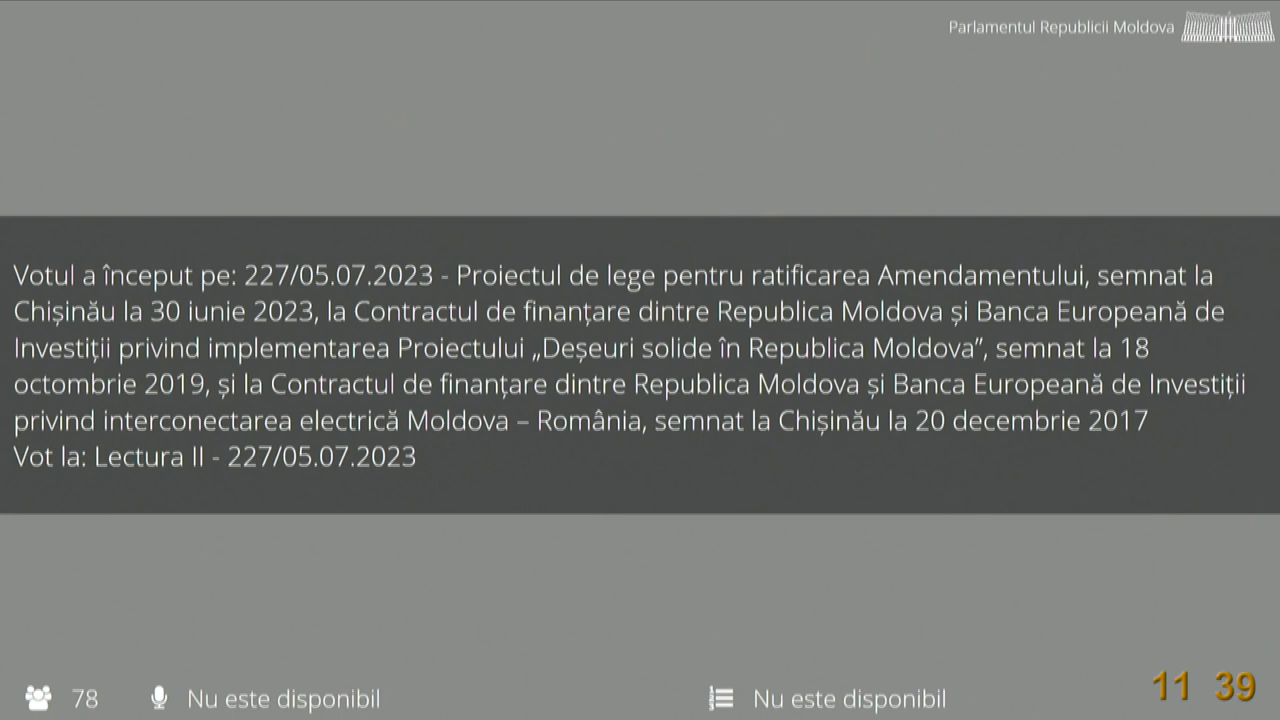 Parlamentul Republicii Moldova
Votul a început pe: 227/05.07.2023 - Proiectul de lege pentru ratificarea Amendamentului, semnat la
Chișinău la 30 iunie 2023, la Contractul de finanțare dintre Republica Moldova și Banca Europeană de
Investiții privind implementarea Proiectului „Deșeuri solide în Republica Moldova”, semnat la 18
octombrie 2019, și la Contractul de finanțare dintre Republica Moldova și Banca Europeană de Investiții
privind interconectarea electrică Moldova – România, semnat la Chișinău la 20 decembrie 2017
Vot la: Lectura II - 227/05.07.2023
78 Nu este disponibil Nu este disponibil 11 39